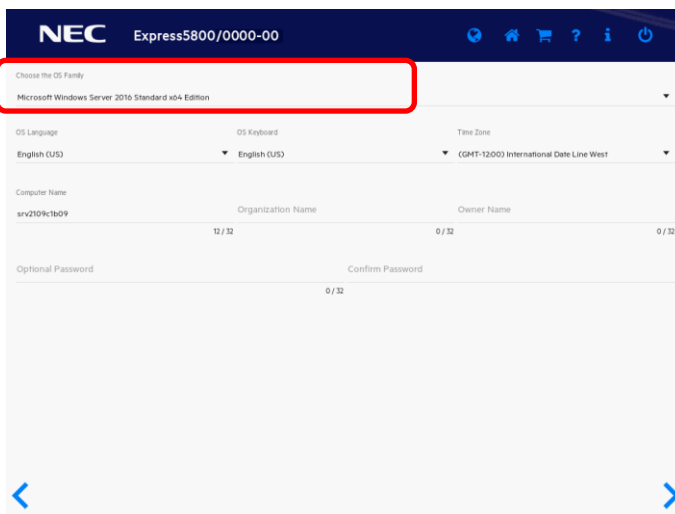 NEC Express5800/0000-00
Choose the OS Family
Microsoft Windows Server 2016 Standard x64 Edition
OS Language OS Keyboard Time Zone
English (US) English (US) (GMT-12:00) International Date Line West
Computer Name
srv2109c1b09 Organization Name Owner Name
12 / 32 0 / 32 0 / 32
Optional Password Confirm Password
0 / 32